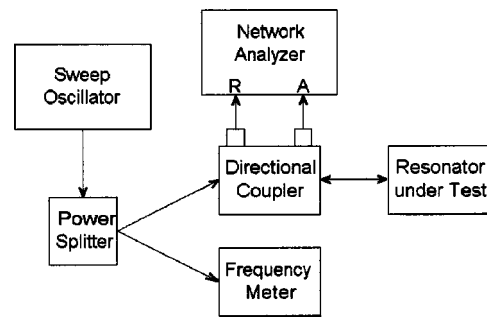 Network
Analyzer
R A
Sweep
Oscillator
Directional
Coupler
Resonator
under Test
Power
Splitter
Frequency
Meter